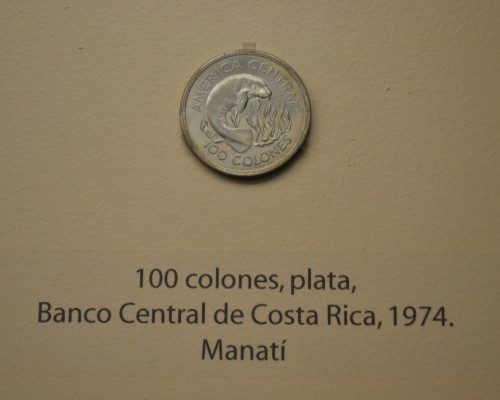 AMERICA CENTRAL
100 COLONES
100 colones, plata,
Banco Central de Costa Rica, 1974.
Manatí